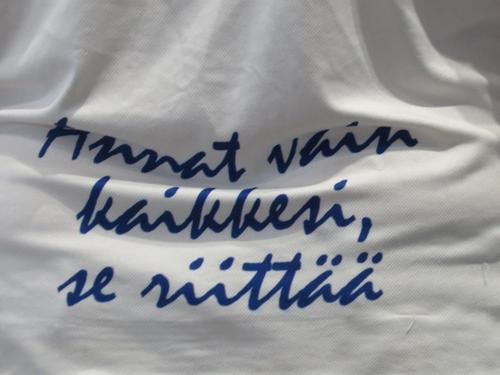 Annat vain
kaikkesi,
se riittää